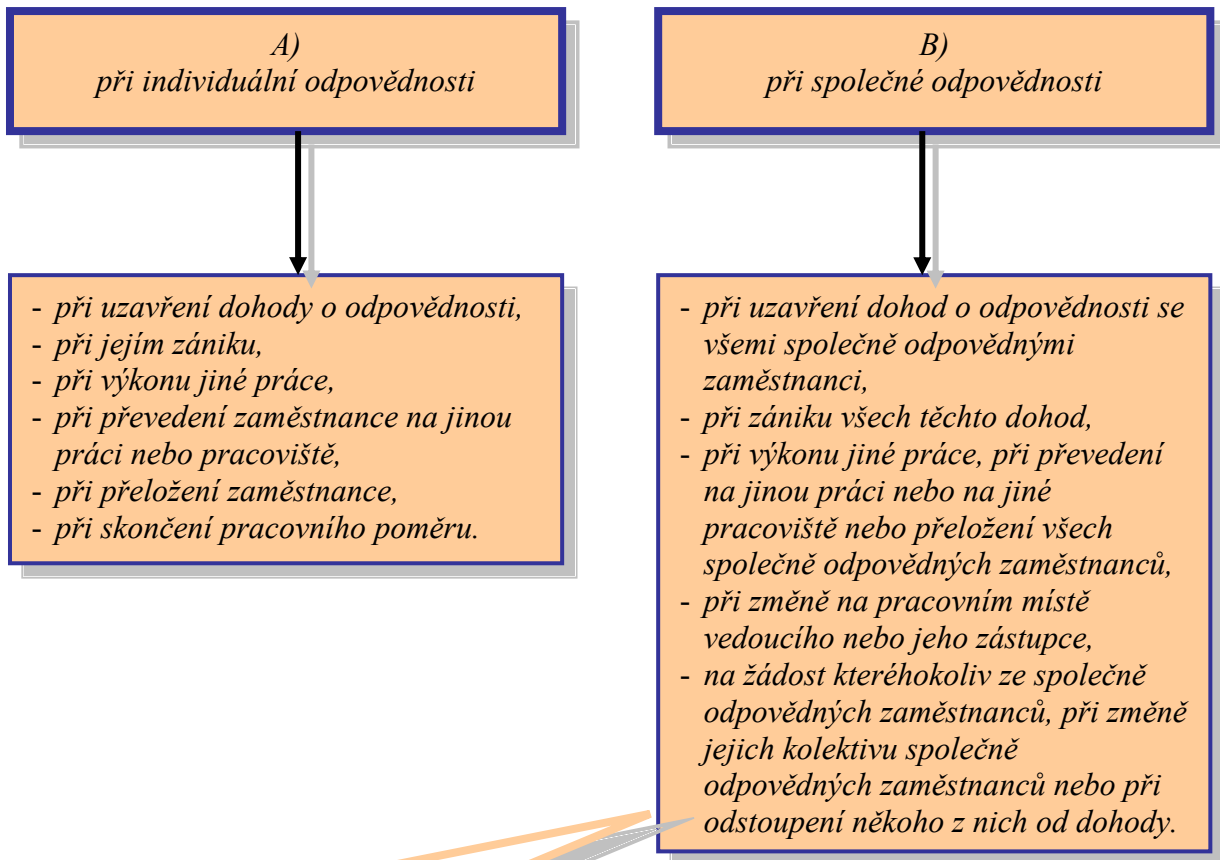 A)
při individuální odpovědnosti
- při uzavření dohody o odpovědnosti,
- při jejím zániku,
- při výkonu jiné práce,
- při převedení zaměstnance na jinou
práci nebo pracoviště,
- při přeložení zaměstnance,
- při skončení pracovního poměru.
B)
při společné odpovědnosti
- při uzavření dohod o odpovědnosti se
všemi společně odpovědnými
zaměstnanci,
- při zániku všech těchto dohod,
- při výkonu jiné práce, při převedení
na jinou práci nebo na jiné
pracoviště nebo přeložení všech
společně odpovědných zaměstnanců,
- při změně na pracovním místě
vedoucího nebo jeho zástupce,
- na žádost kteréhokoliv ze společně
odpovědných zaměstnanců, při změně
jejich kolektivu společně
odpovědných zaměstnanců nebo při
odstoupení někoho z nich od dohody.